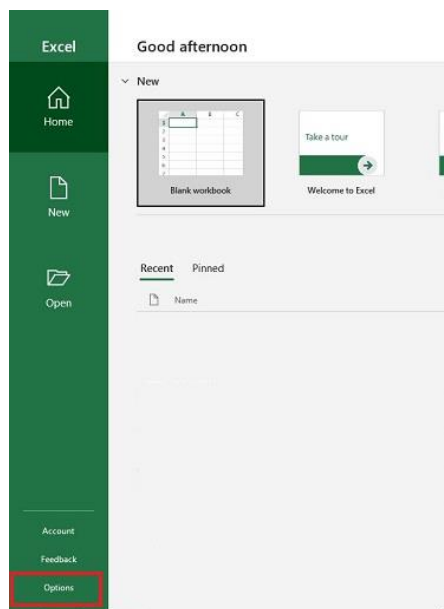 Excel
Good afternoon
New
Home
A B C
1
2
3
4
5
6
7
Take a tour
Blank workbook
Welcome to Excel
New
Recent Pinned
Open
Name
Account
Feedback
Options